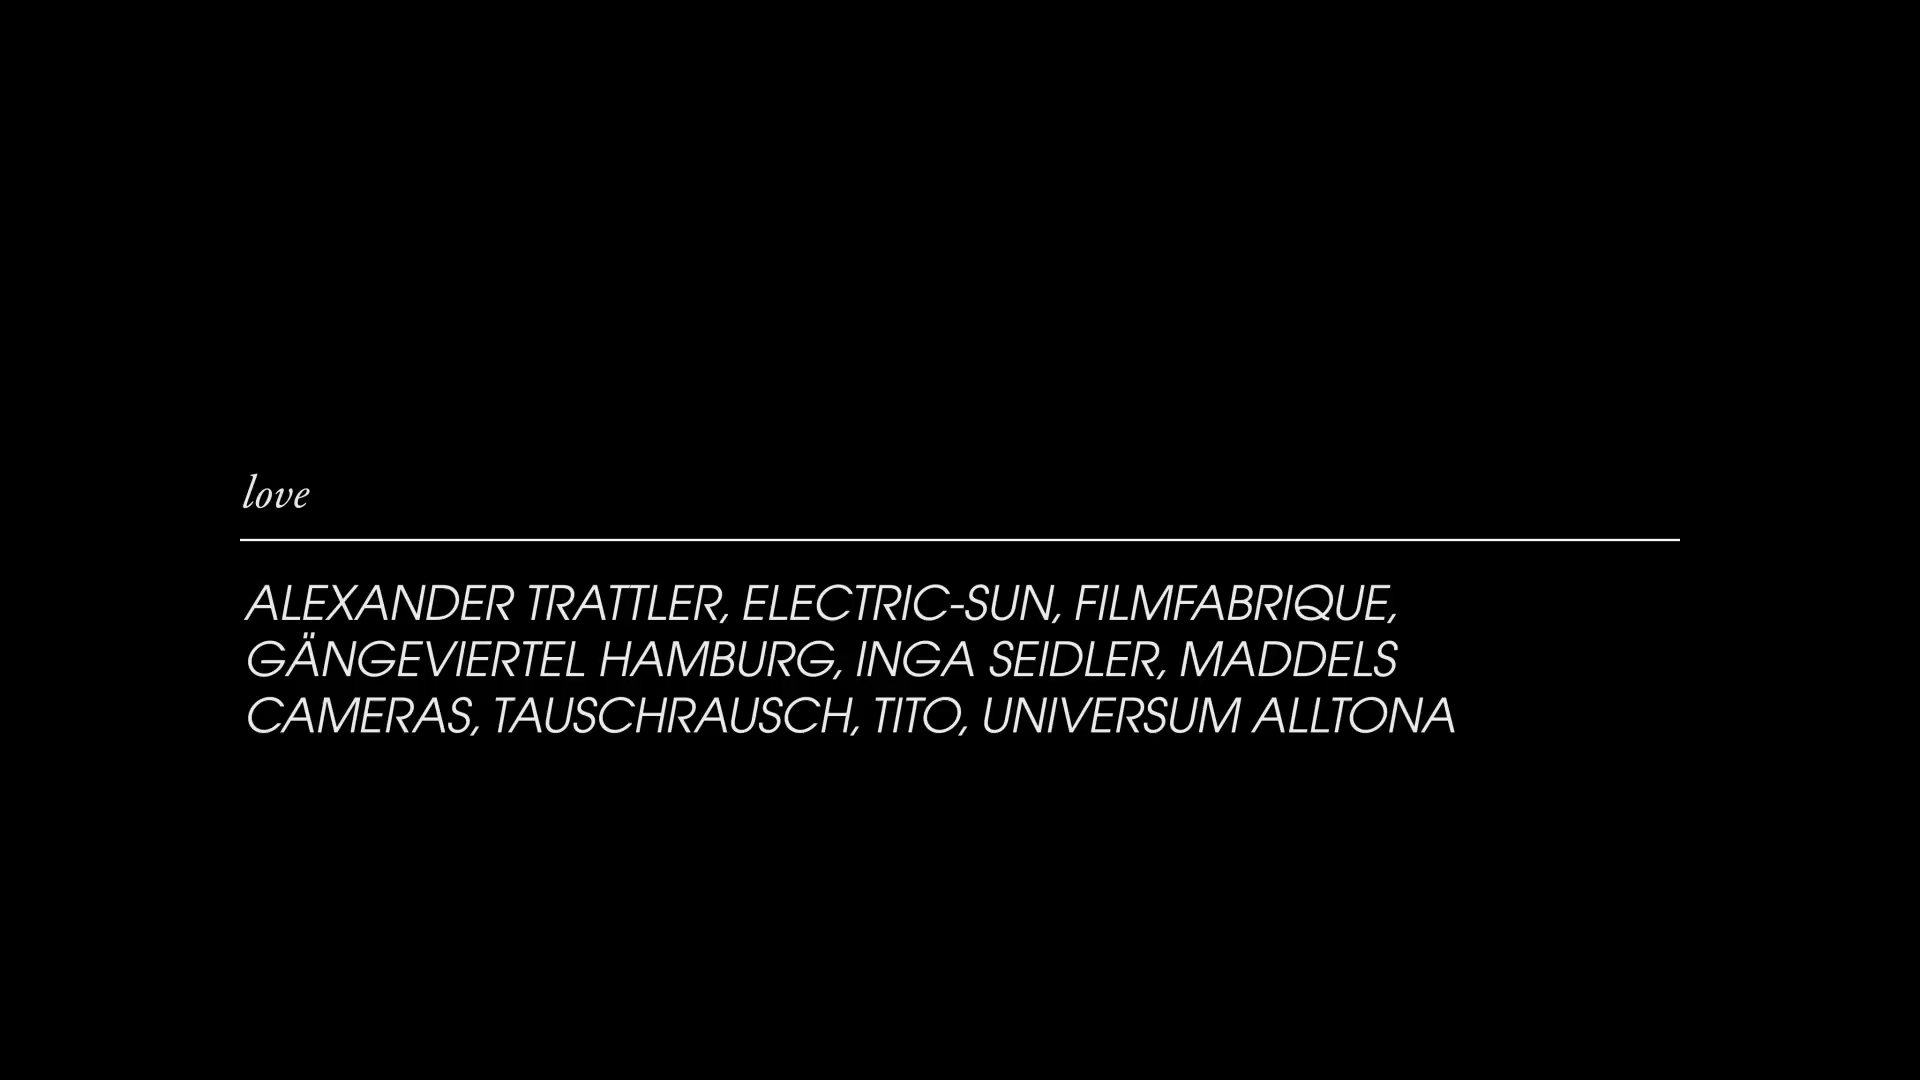 love
ALEXANDER TRATTLER, ELECTRIC-SUN, FILMFABRIQUE,
GÄNGEVIERTEL HAMBURG, INGA SEIDLER, MADDELS
CAMERAS, TAUSCHRAUSCH, TITO, UNIVERSUM ALLTONA